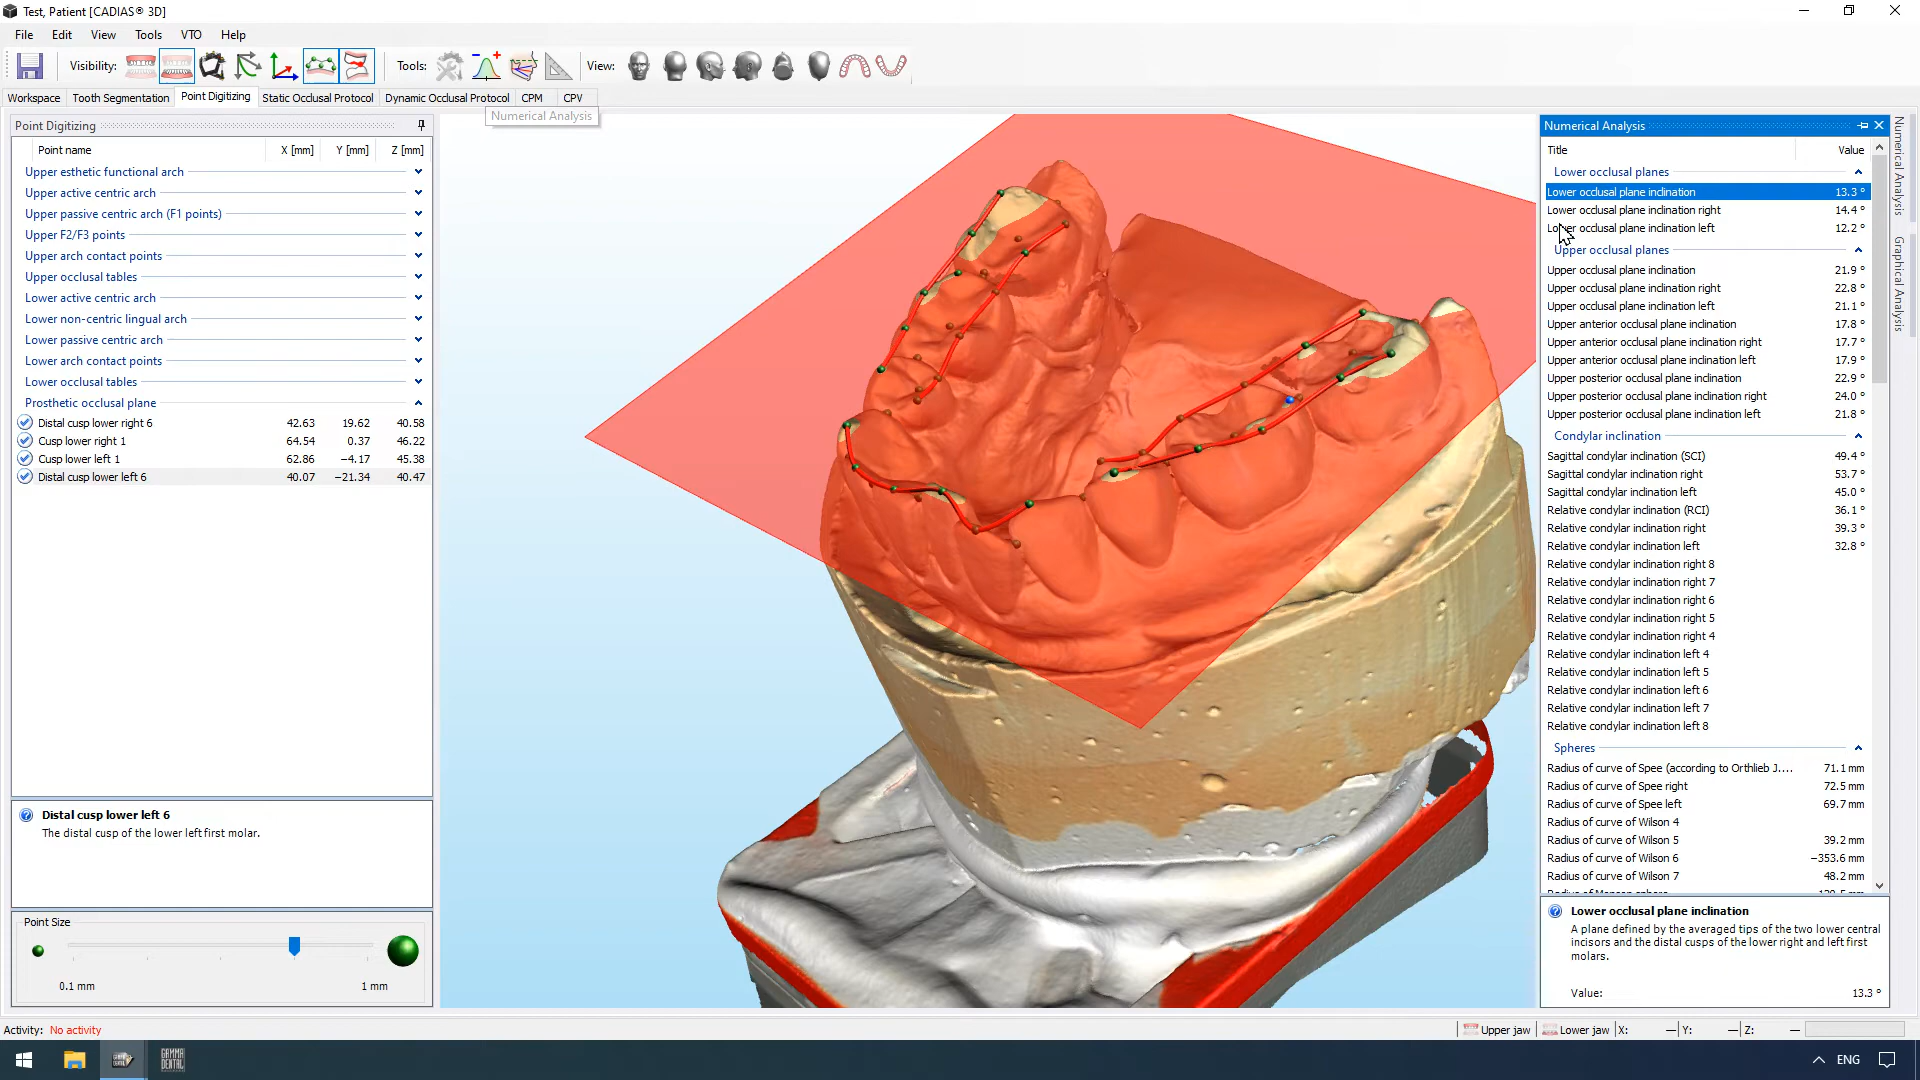 Test, Patient [CADIAS® 3D]
File Edit View Tools VTO Help
Visibility: Tools: View:
Workspace Tooth Segmentation Point Digitizing Static Occlusal Protocol Dynamic Occlusal Protocol CPM CPV
Numerical Analysis
Point Digitizing
Point name X [mm] Y [mm] Z [mm]
Upper esthetic functional arch
Upper active centric arch
Upper passive centric arch (F1 points)
Upper F2/F3 points
Upper arch contact points
Upper occlusal tables
Lower active centric arch
Lower non-centric lingual arch
Lower passive centric arch
Lower arch contact points
Lower occlusal tables
Prosthetic occlusal plane
Distal cusp lower right 6 42.63 19.62 40.58
Cusp lower right 1 64.54 0.37 46.22
Cusp lower left 1 62.86 −4.17 45.38
Distal cusp lower left 6 40.07 −21.34 40.47
Distal cusp lower left 6
The distal cusp of the lower left first molar.
Point Size
0.1 mm 1 mm
Numerical Analysis
Title Value
Lower occlusal planes
Lower occlusal plane inclination 13.3 °
Lower occlusal plane inclination right 14.4 °
Lower occlusal plane inclination left 12.2 °
Upper occlusal planes
Upper occlusal plane inclination 21.9 °
Upper occlusal plane inclination right 22.8 °
Upper occlusal plane inclination left 21.1 °
Upper anterior occlusal plane inclination 17.8 °
Upper anterior occlusal plane inclination right 17.7 °
Upper anterior occlusal plane inclination left 17.9 °
Upper posterior occlusal plane inclination 22.9 °
Upper posterior occlusal plane inclination right 24.0 °
Upper posterior occlusal plane inclination left 21.8 °
Condylar inclination
Sagittal condylar inclination (SCI) 49.4 °
Sagittal condylar inclination right 53.7 °
Sagittal condylar inclination left 45.0 °
Relative condylar inclination (RCI) 36.1 °
Relative condylar inclination right 39.3 °
Relative condylar inclination left 32.8 °
Relative condylar inclination right 8
Relative condylar inclination right 7
Relative condylar inclination right 6
Relative condylar inclination right 5
Relative condylar inclination right 4
Relative condylar inclination left 4
Relative condylar inclination left 5
Relative condylar inclination left 6
Relative condylar inclination left 7
Relative condylar inclination left 8
Spheres
Radius of curve of Spee (according to Orthlieb J.... 71.1 mm
Radius of curve of Spee right 72.5 mm
Radius of curve of Spee left 69.7 mm
Radius of curve of Wilson 4
Radius of curve of Wilson 5 39.2 mm
Radius of curve of Wilson 6 −353.6 mm
Radius of curve of Wilson 7 48.2 mm
Lower occlusal plane inclination
A plane defined by the averaged tips of the two lower central
incisors and the distal cusps of the lower right and left first
molars.
Value: 13.3 °
Numerical Analysis
Graphical Analysis
Activity: No activity
Upper jaw Lower jaw X: — Y: — Z: —
GAMMA
DENTAL
ENG